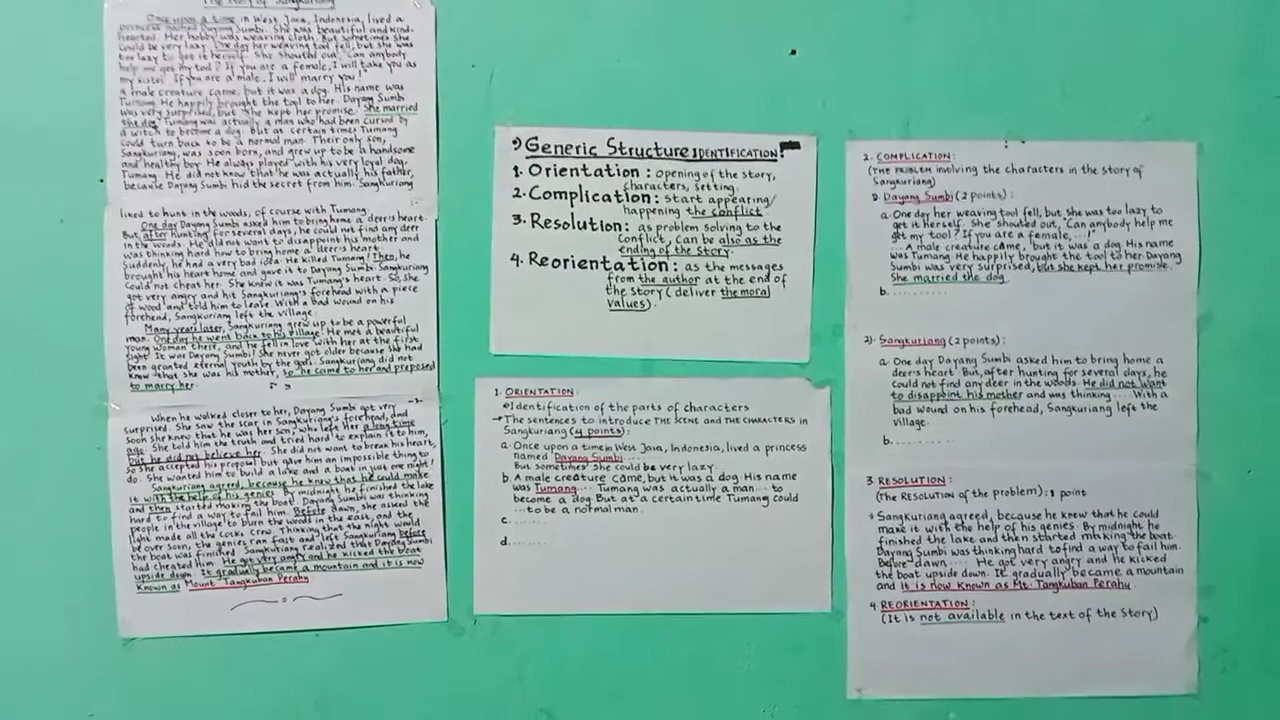 The Story of Sangkuriang
Once upon a time in West Java, Indonesia, lived a
princess named Dayang Sumbi. She was beautiful and kind-
hearted. Her hobby was weaving cloth. But sometimes she
could be very lazy. One day her weaving tool fell, but she was
too lazy to get it herself. She shouted out, "Can anybody
help me get my tool? If you are a female, I will take you as
my sister. If you are a male, I will marry you!"
A male creature came, but it was a dog. His name was
Tumang. He happily brought the tool to her. Dayang Sumbi
was very surprised, but she kept her promise. She married
the dog. Tumang was actually a man who had been cursed by
a witch to become a dog. But at certain times Tumang
could turn back to be a normal man. Their only son,
Sangkuriang, was soon born, and grew up to be a handsome
and healthy boy. He always played with his very loyal dog,
Tumang. He did not know that he was actually his father,
because Dayang Sumbi hid the secret from him. Sangkuriang
liked to hunt in the woods, of course with Tumang.
One day Dayang Sumbi asked him to bring home a deer's heart.
But after hunting for several days, he could not find any deer
in the woods. He did not want to disappoint his mother and
was thinking hard how to bring home a deer's heart.
Suddenly, he had a very bad idea. He killed Tumang! Then, he
brought his heart home and gave it to Dayang Sumbi. Sangkuriang
could not cheat her. She knew it was Tumang's heart. So, she
got very angry and hit Sangkuriang's forehead with a piece
of wood and told him to leave. With a bad wound on his
forehead, Sangkuriang left the village.
Many years later, Sangkuriang grew up to be a powerful
man. One day he went back to his village. He met a beautiful
young woman there, and he fell in love with her at the first
sight. It was Dayang Sumbi! She never got older because she had
been granted eternal youth by the gods. Sangkuriang did not
knew that she was his mother, so he came to her and proposed
to marry her.
When he walked closer to her, Dayang Sumbi got very
surprised. She saw the scar in Sangkuriang's forehead, and
soon she knew that he was her son, who left her a long time
ago. She told him the truth and tried hard to explain it to him,
but he did not believe her. She did not want to break his heart,
so she accepted his proposal but gave him an impossible thing to
do. She wanted him to build a lake and a boat in just one night!
Sangkuriang agreed, because he knew that he could make
it with the help of his genies. By midnight he finished the lake
and then started making the boat. Dayang Sumbi was thinking
hard to find a way to fail him. Before dawn, she asked the
people in the village to burn the woods in the east, and the
light made all the cocks crew. Thinking that the night would
be over soon, the genies ran fast and left Sangkuriang before
the boat was finished. Sangkuriang realized that Dayang Sumbi
had cheated him. He got very angry and he kicked the boat
upside down. It gradually became a mountain and it is now
known as Mount Tangkuban Perahu
Generic Structure IDENTIFICATION!
1. Orientation : opening of the story,
characters, setting.
2. Complication : start appearing/
happening the conflict
3. Resolution : as problem solving to the
conflict, can be also as the
ending of the story.
4. Reorientation : as the messages
from the author at the end of
the story (deliver the moral
values).
1. ORIENTATION :
Identification of the parts of characters
→ The sentences to introduce THE SCENE and THE CHARACTERS in
Sangkuriang (4 points) :
a. Once upon a time in West Java, Indonesia, lived a princess
named Dayang Sumbi ....
But sometimes she could be very lazy.
b. A male creature came, but it was a dog. His name
was Tumang .... Tumang was actually a man .... to
become a dog. But at a certain time Tumang could
.... to be a normal man.
c. ........
d. ........
2. COMPLICATION :
(THE PROBLEM involving the characters in the story of
Sangkuriang)
1). Dayang Sumbi (2 points) :
a. One day her weaving tool fell, but she was too lazy to
get it herself. She shouted out, "Can anybody help me
get my tool? If you are a female, ....!"
.... A male creature came, but it was a dog. His name
was Tumang. He happily brought the tool to her. Dayang
Sumbi was very surprised, but she kept her promise.
She married the dog.
b. ...........
2). Sangkuriang (2 points) :
a. One day Dayang Sumbi asked him to bring home a
deer's heart. But, after hunting for several days, he
could not find any deer in the woods. He did not want
to disappoint his mother and was thinking .... With a
bad wound on his forehead, Sangkuriang left the
village.
b. ...........
3 RESOLUTION :
(The RESOLUTION of the problem) : 1 point
Sangkuriang agreed, because he knew that he could
make it with the help of his genies. By midnight he
finished the lake and then started making the boat.
Dayang Sumbi was thinking hard to find a way to fail him.
Before dawn .... He got very angry and he kicked
the boat upside down. It gradually became a mountain
and it is now known as Mt. Tangkuban Perahu.
4. REORIENTATION :
(It is not available in the text of the story)